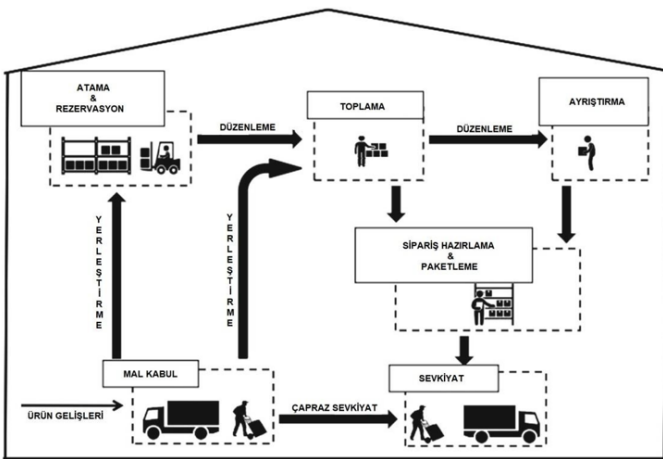 ATAMA
&
REZERVASYON
DÜZENLEME
TOPLAMA
DÜZENLEME
AYRIŞTIRMA
YERLEŞTİRME
YERLEŞTİRME
SİPARİŞ HAZIRLAMA
&
PAKETLEME
MAL KABUL
SEVKİYAT
ÜRÜN GELİŞLERİ
ÇAPRAZ SEVKİYAT